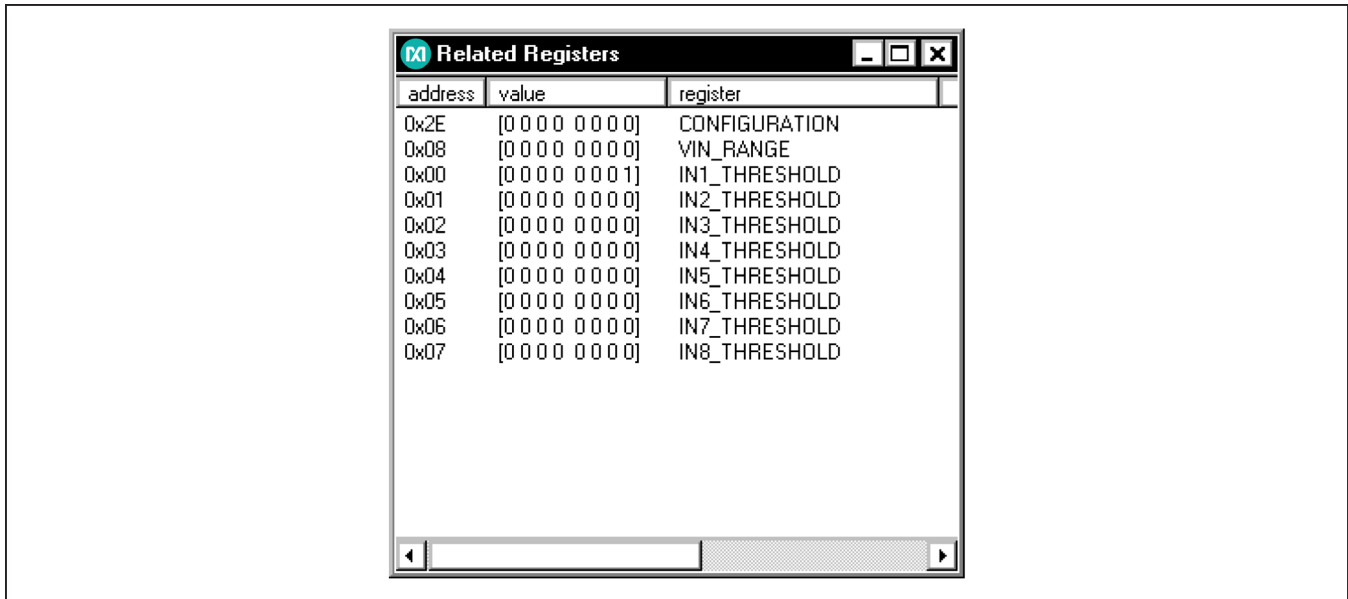 Related Registers
address value register
0x2E [0 0 0 0 0 0 0 0] CONFIGURATION
0x08 [0 0 0 0 0 0 0 0] VIN_RANGE
0x00 [0 0 0 0 0 0 0 1] IN1_THRESHOLD
0x01 [0 0 0 0 0 0 0 0] IN2_THRESHOLD
0x02 [0 0 0 0 0 0 0 0] IN3_THRESHOLD
0x03 [0 0 0 0 0 0 0 0] IN4_THRESHOLD
0x04 [0 0 0 0 0 0 0 0] IN5_THRESHOLD
0x05 [0 0 0 0 0 0 0 0] IN6_THRESHOLD
0x06 [0 0 0 0 0 0 0 0] IN7_THRESHOLD
0x07 [0 0 0 0 0 0 0 0] IN8_THRESHOLD